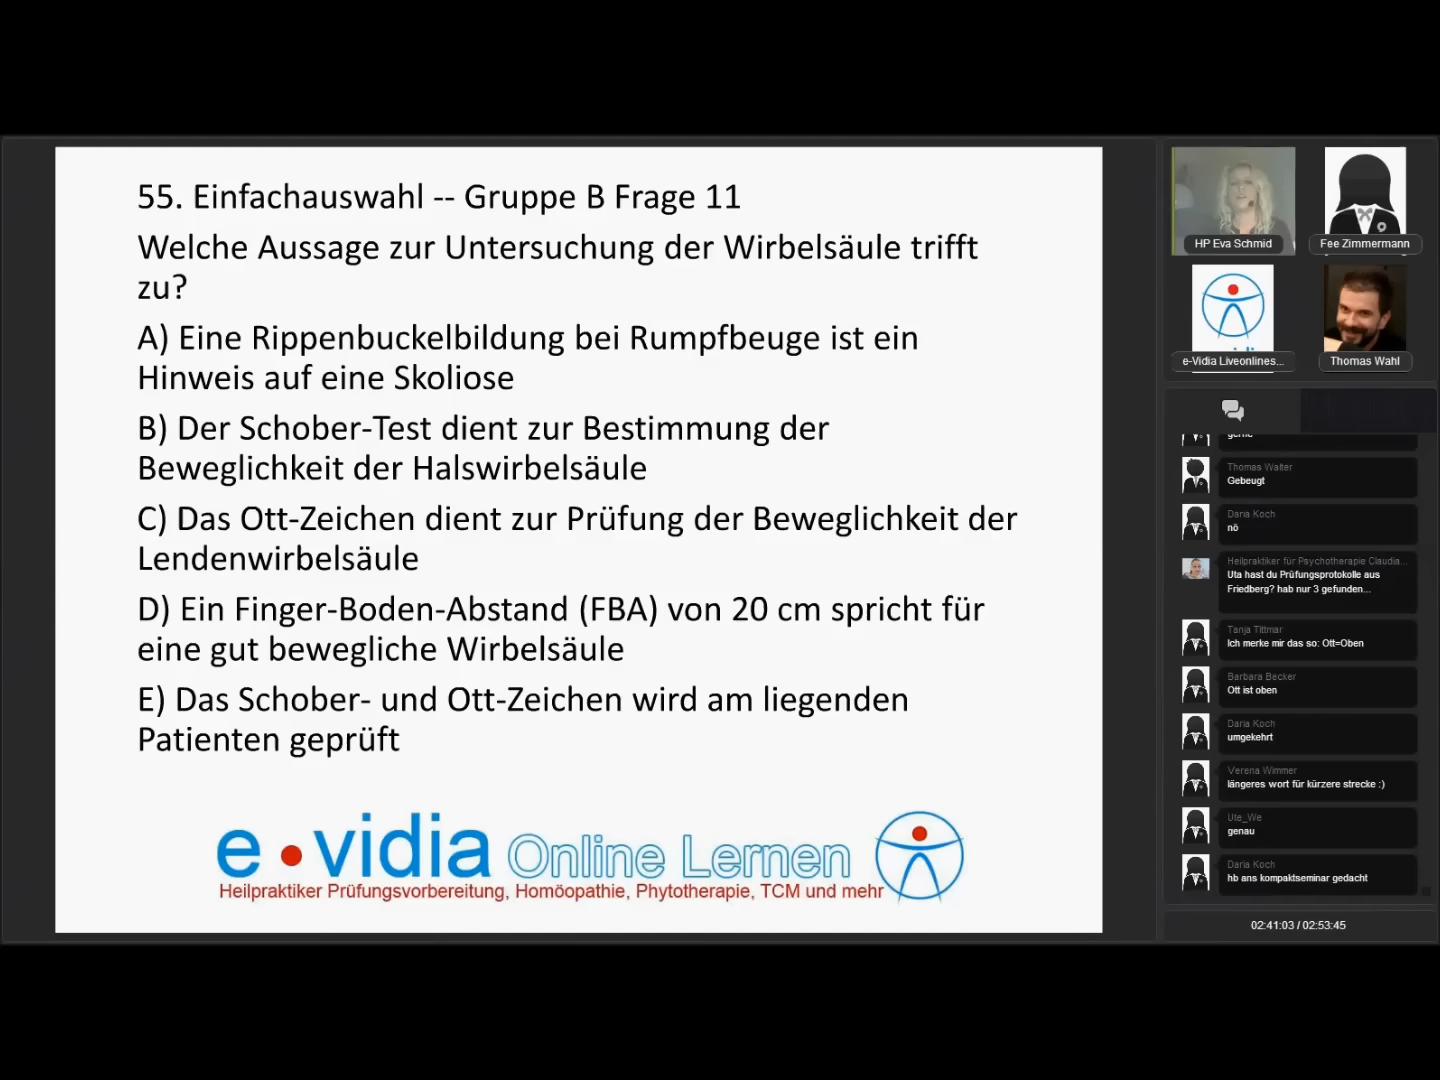 55. Einfachauswahl -- Gruppe B Frage 11
Welche Aussage zur Untersuchung der Wirbelsäule trifft
zu?
A) Eine Rippenbuckelbildung bei Rumpfbeuge ist ein
Hinweis auf eine Skoliose
B) Der Schober-Test dient zur Bestimmung der
Beweglichkeit der Halswirbelsäule
C) Das Ott-Zeichen dient zur Prüfung der Beweglichkeit der
Lendenwirbelsäule
D) Ein Finger-Boden-Abstand (FBA) von 20 cm spricht für
eine gut bewegliche Wirbelsäule
E) Das Schober- und Ott-Zeichen wird am liegenden
Patienten geprüft
e.vidia Online Lernen
Heilpraktiker Prüfungsvorbereitung, Homöopathie, Phytotherapie, TCM und mehr
HP Eva Schmid
Fee Zimmermann
e-Vidia Liveonlines...
Thomas Wahl
gerne
Thomas Walter
Gebeugt
Daria Koch
nö
Heilpraktiker für Psychotherapie Claudia...
Uta hast du Prüfungsprotokolle aus
Friedberg? hab nur 3 gefunden...
Tanja Tittmar
Ich merke mir das so: Ott=Oben
Barbara Becker
Ott ist oben
Daria Koch
umgekehrt
Verena Wimmer
längeres wort für kürzere strecke :)
Ute_We
genau
Daria Koch
hb ans kompaktseminar gedacht
02:41:03 / 02:53:45